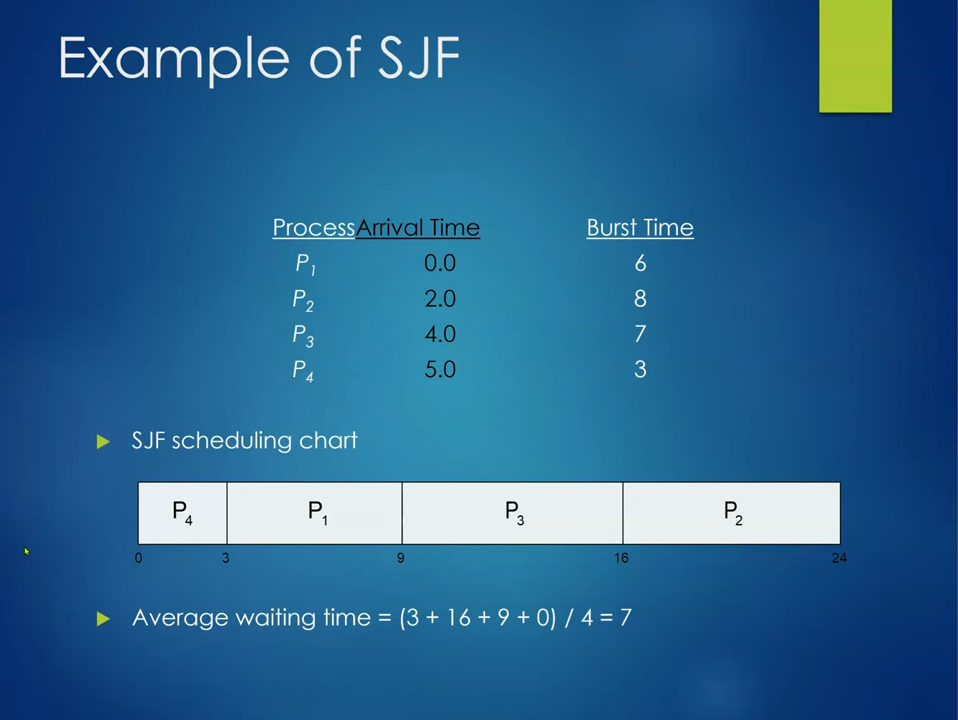 Example of SJF
Process Arrival Time Burst Time
P1 0.0 6
P2 2.0 8
P3 4.0 7
P4 5.0 3
SJF scheduling chart
P4 P1 P3 P2
0 3 9 16 24
Average waiting time = (3 + 16 + 9 + 0) / 4 = 7